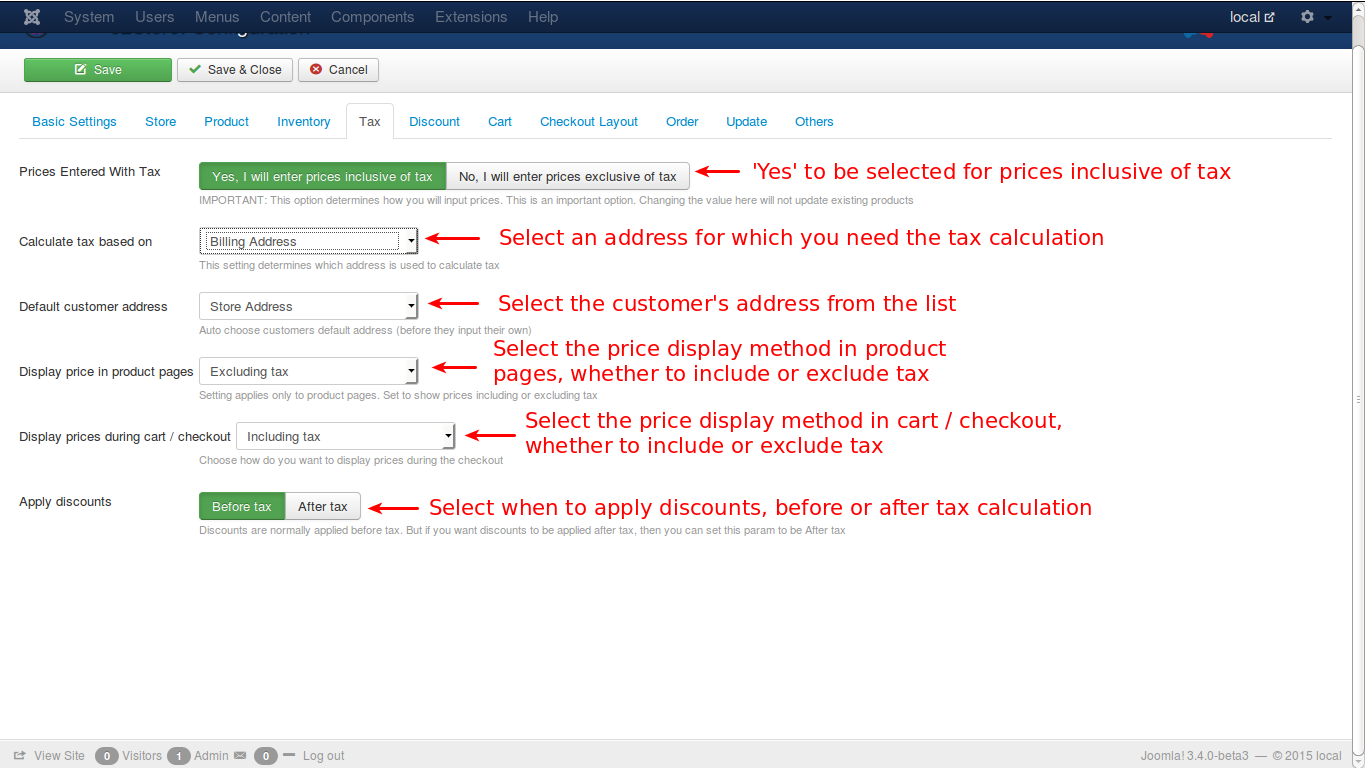 System Users Menus Content Components Extensions Help local
Configuration
Save Save & Close Cancel
Basic Settings Store Product Inventory Tax Discount Cart Checkout Layout Order Update Others
Prices Entered With Tax Yes, I will enter prices inclusive of tax No, I will enter prices exclusive of tax 'Yes' to be selected for prices inclusive of tax
IMPORTANT: This option determines how you will input prices. This is an important option. Changing the value here will not update existing products
Calculate tax based on Billing Address Select an address for which you need the tax calculation
This setting determines which address is used to calculate tax
Default customer address Store Address Select the customer's address from the list
Auto choose customers default address (before they input their own)
Select the price display method in product
pages, whether to include or exclude tax
Display price in product pages Excluding tax
Setting applies only to product pages. Set to show prices including or excluding tax
Select the price display method in cart / checkout,
whether to include or exclude tax
Display prices during cart / checkout Including tax
Choose how do you want to display prices during the checkout
Apply discounts Before tax After tax Select when to apply discounts, before or after tax calculation
Discounts are normally applied before tax. But if you want discounts to be applied after tax, then you can set this param to be After tax
View Site 0 Visitors 1 Admin 0 Log out Joomla! 3.4.0-beta3 — © 2015 local